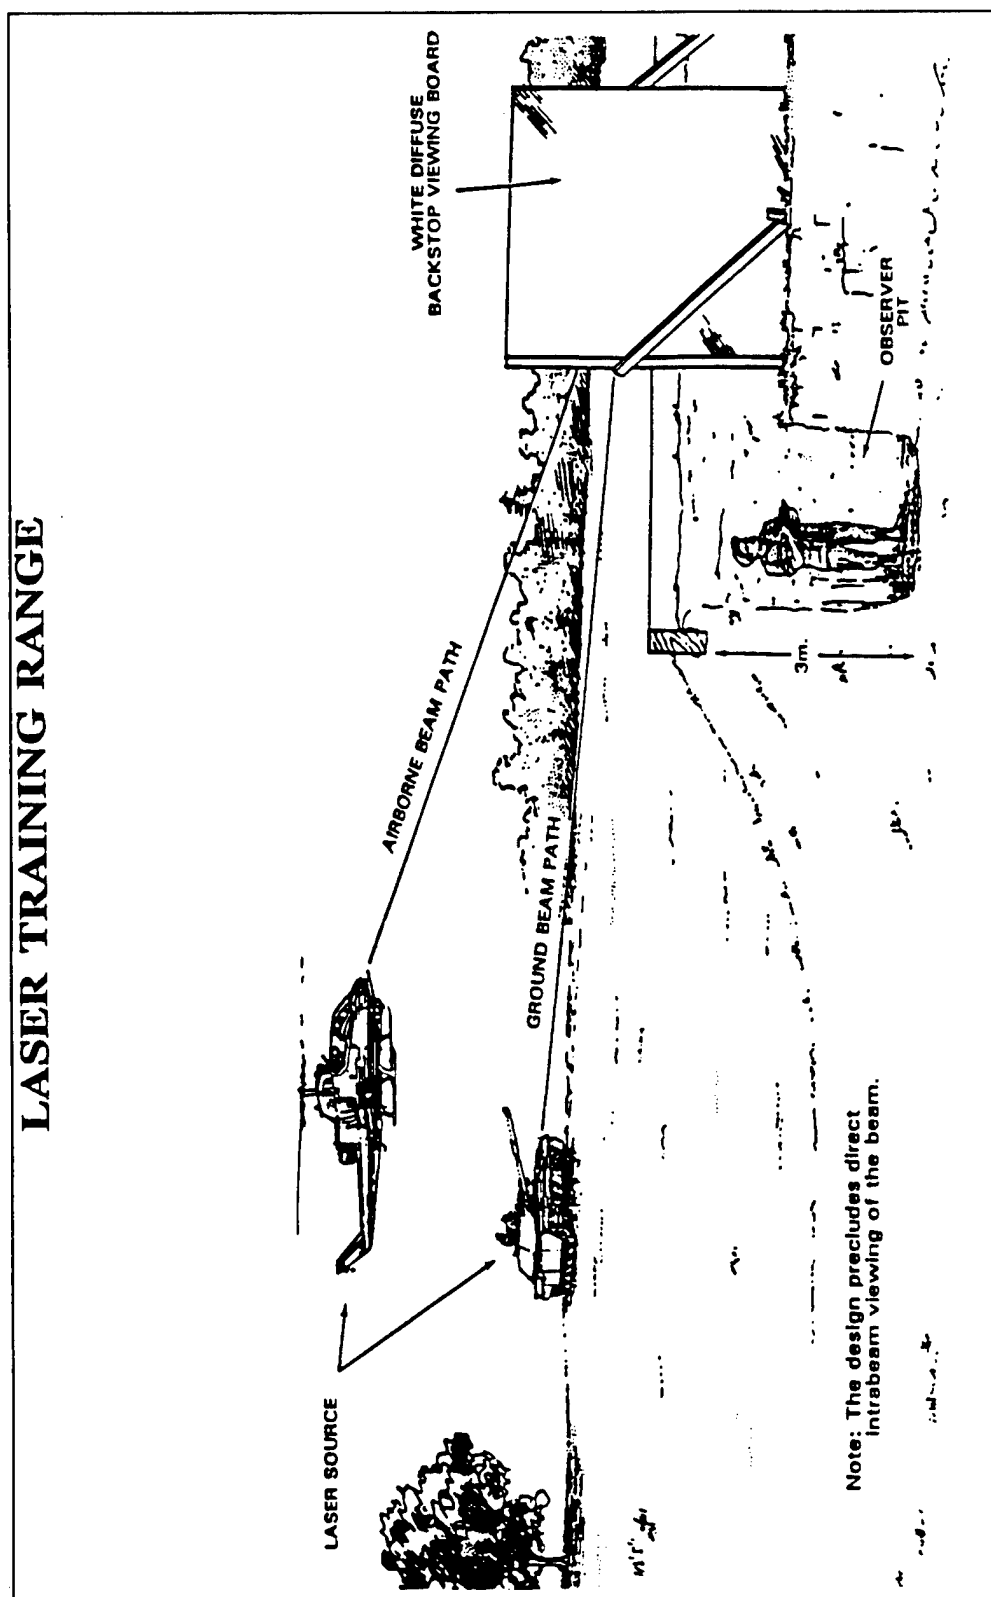 LASER TRAINING RANGE
WHITE DIFFUSE
BACKSTOP VIEWING BOARD
AIRBORNE BEAM PATH
GROUND BEAM PATH
LASER SOURCE
OBSERVER
PIT
3m.
Note: The design precludes direct
intrabeam viewing of the beam.